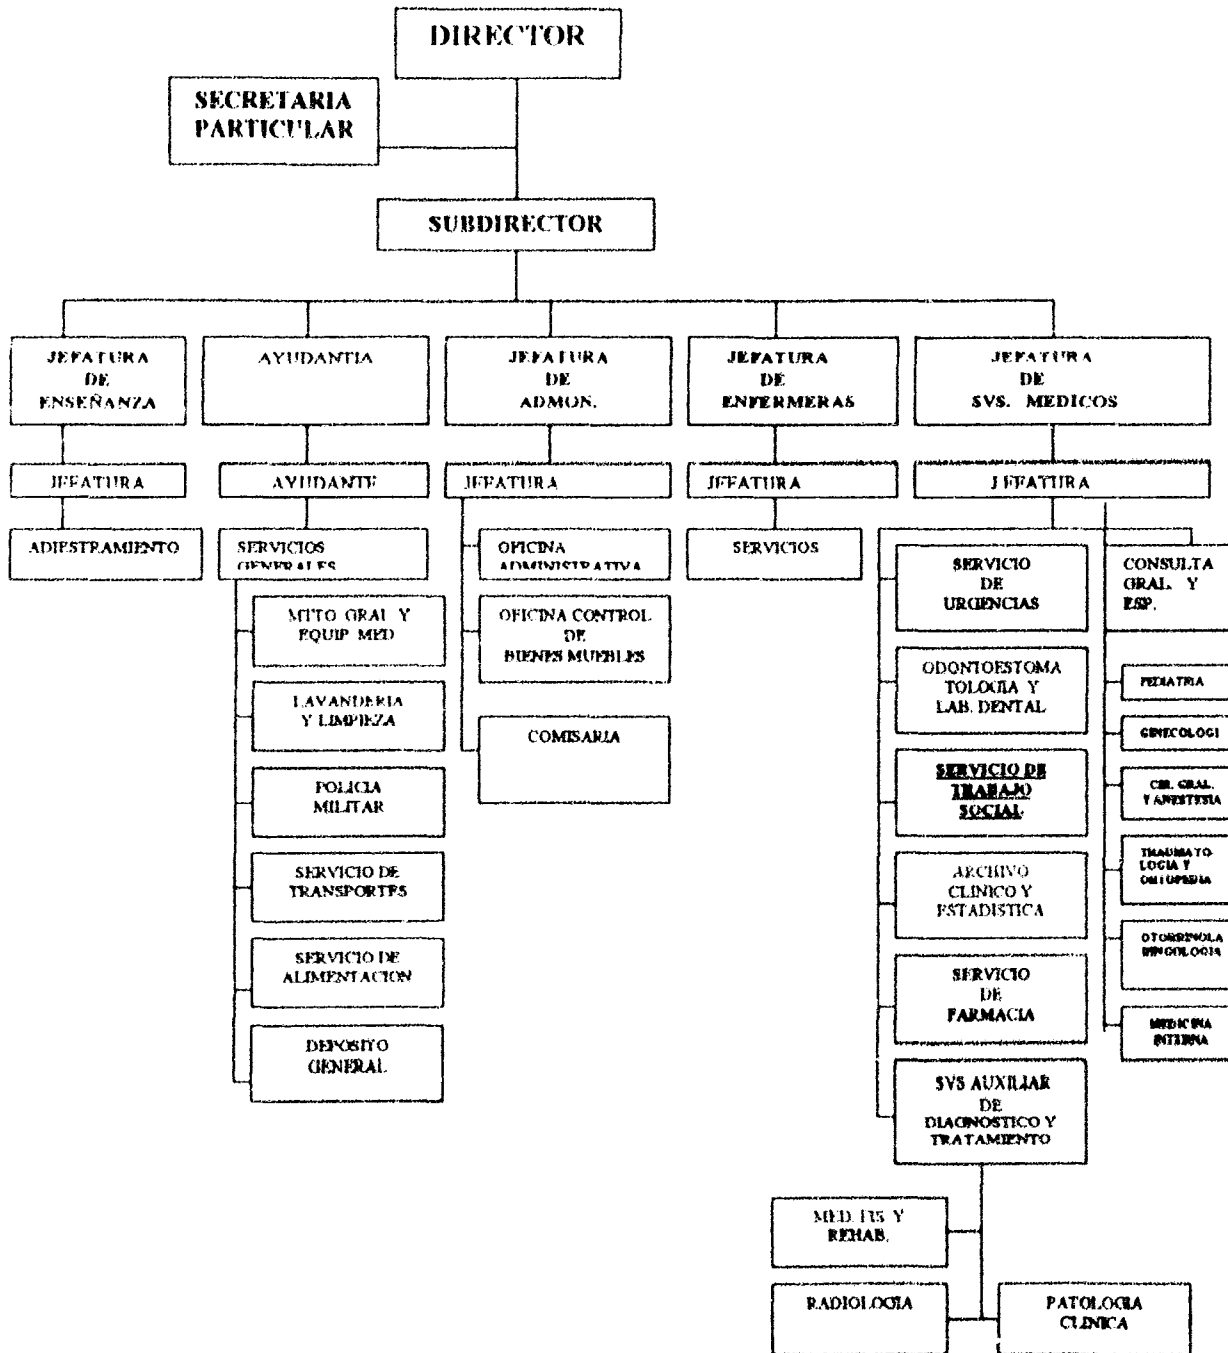 DIRECTOR
SECRETARIA
PARTICULAR
SUBDIRECTOR
JEFATURA
DE
ENSEÑANZA
AYUDANTIA
JEFATURA
DE
ADMON.
JEFATURA
DE
ENFERMERAS
JEFATURA
DE
SVS. MEDICOS
JEFATURA
AYUDANTE
JEFATURA
JEFATURA
JEFATURA
ADIESTRAMIENTO
SERVICIOS
GENERALES
OFICINA
ADMINISTRATIVA
SERVICIOS
SERVICIO
DE
URGENCIAS
CONSULTA
GRAL. Y
ESP.
MTTO GRAL Y
EQUIP MED
OFICINA CONTROL
DE
BIENES MUEBLES
ODONTOESTOMA
TOLOGIA Y
LAB. DENTAL
PEDIATRIA
LAVANDERIA
Y LIMPIEZA
COMISARIA
GINECOLOGI
SERVICIO DE
TRABAJO
SOCIAL
CIR. GRAL.
Y ANESTESIA
POLICIA
MILITAR
TRAUMATO
LOGIA Y
ORTOPEDIA
SERVICIO DE
TRANSPORTES
ARCHIVO
CLINICO Y
ESTADISTICA
OTORRINOLA
RINGOLOGIA
SERVICIO DE
ALIMENTACION
SERVICIO
DE
FARMACIA
MEDICINA
INTERNA
DEPOSITO
GENERAL
SVS AUXILIAR
DE
DIAGNOSTICO Y
TRATAMIENTO
MED. FIS Y
REHAB.
RADIOLOGIA
PATOLOGIA
CLINICA